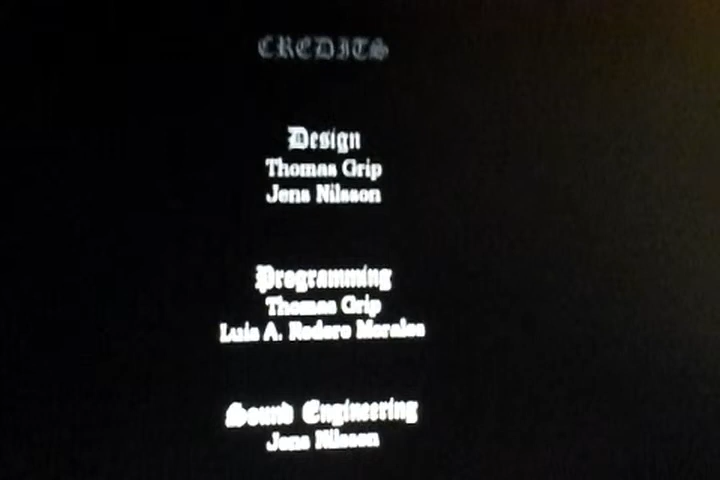 CREDITS
Design
Thomas Grip
Jens Nilsson
Programming
Thomas Grip
Luis A. Rodero Morales
Sound Engineering
Jens Nilsson